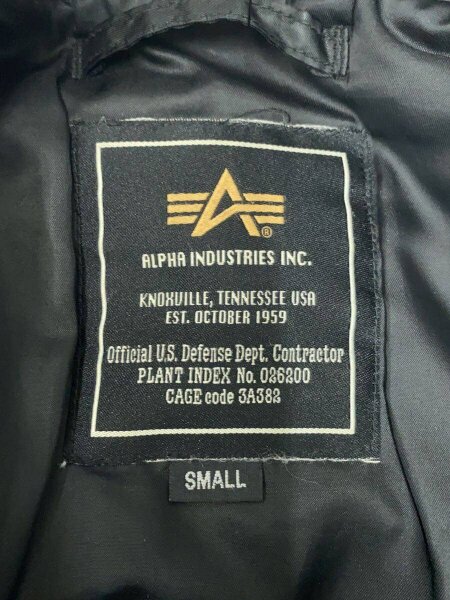 A
®
ALPHA INDUSTRIES INC.
KNOXVILLE, TENNESSEE USA
EST. OCTOBER 1959
Official U.S. Defense Dept. Contractor
PLANT INDEX No. 026200
CAGE code 3A382
SMALL